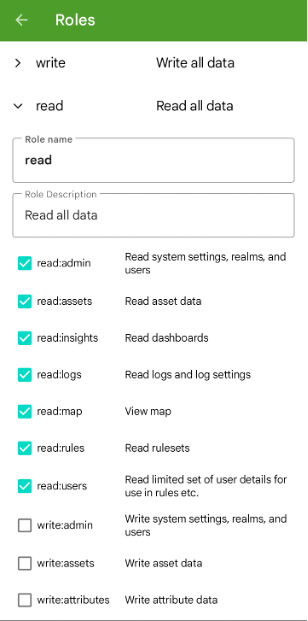 Roles
write Write all data
read Read all data
Role name
read
Role Description
Read all data
read:admin Read system settings, realms, and
users
read:assets Read asset data
read:insights Read dashboards
read:logs Read logs and log settings
read:map View map
read:rules Read rulesets
read:users Read limited set of user details for
use in rules etc.
write:admin Write system settings, realms, and
users
write:assets Write asset data
write:attributes Write attribute data